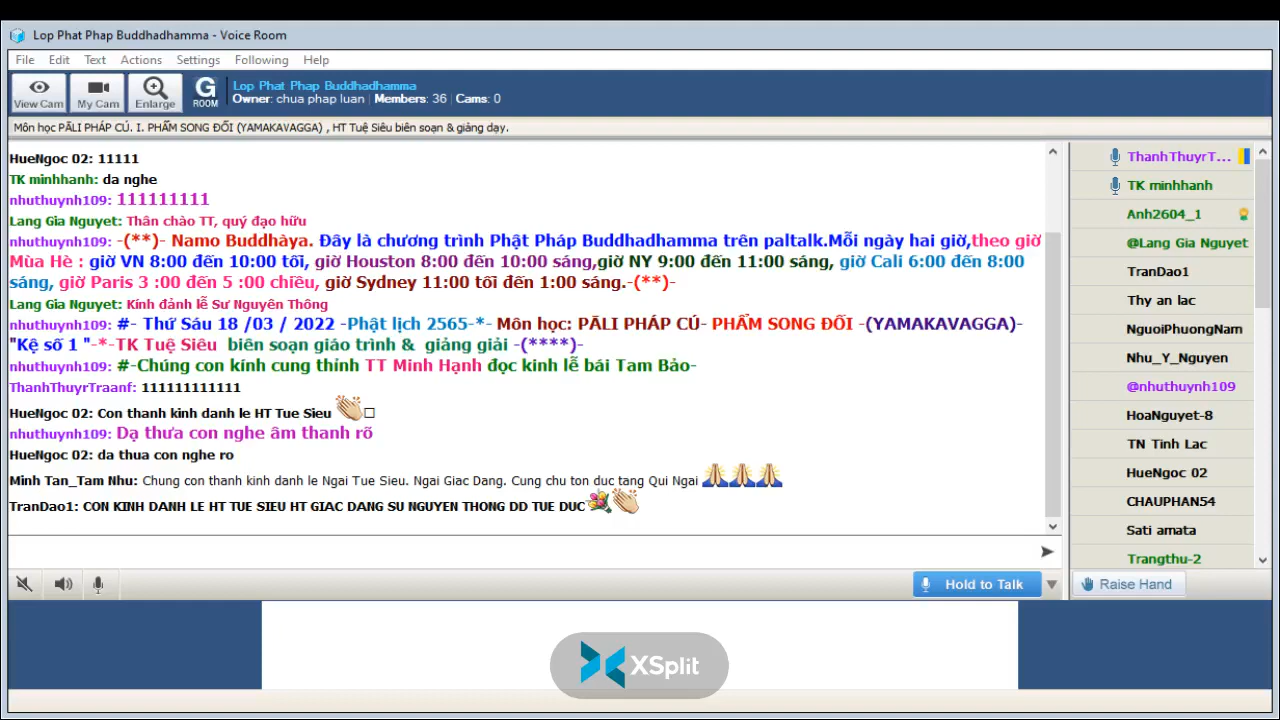 Lop Phat Phap Buddhadhamma - Voice Room
File Edit Text Actions Settings Following Help
View Cam My Cam Enlarge G ROOM
Lop Phat Phap Buddhadhamma
Owner: chua phap luan | Members: 36 | Cams: 0
Môn học PĀLI PHÁP CÚ. I. PHẨM SONG ĐỐI (YAMAKAVAGGA) , HT Tuệ Siêu biên soạn & giảng dạy.
HueNgoc 02: 11111
TK minhhanh: da nghe
nhuthuynh109: 111111111
Lang Gia Nguyet: Thân chào TT, quý đạo hữu
nhuthuynh109: -(**)- Namo Buddhàya. Đây là chương trình Phật Pháp Buddhadhamma trên paltalk.Mỗi ngày hai giờ,theo giờ
Mùa Hè : giờ VN 8:00 đến 10:00 tối, giờ Houston 8:00 đến 10:00 sáng,giờ NY 9:00 đến 11:00 sáng, giờ Cali 6:00 đến 8:00
sáng, giờ Paris 3 :00 đến 5 :00 chiều, giờ Sydney 11:00 tối đến 1:00 sáng.-(**)-
Lang Gia Nguyet: Kính đảnh lễ Sư Nguyên Thông
nhuthuynh109: #- Thứ Sáu 18 /03 / 2022 -Phật lịch 2565-*- Môn học: PĀLI PHÁP CÚ- PHẨM SONG ĐỐI -(YAMAKAVAGGA)-
"Kệ số 1 "-*-TK Tuệ Siêu biên soạn giáo trình & giảng giải -(****)-
nhuthuynh109: #-Chúng con kính cung thỉnh TT Minh Hạnh đọc kinh lễ bái Tam Bảo-
ThanhThuyrTraanf: 111111111111
HueNgoc 02: Con thanh kinh danh le HT Tue Sieu
nhuthuynh109: Dạ thưa con nghe âm thanh rõ
HueNgoc 02: da thua con nghe ro
Minh Tan_Tam Nhu: Chung con thanh kinh danh le Ngai Tue Sieu. Ngai Giac Dang. Cung chu ton duc tang Qui Ngai
TranDao1: CON KINH DANH LE HT TUE SIEU HT GIAC DANG SU NGUYEN THONG DD TUE DUC
Hold to Talk
ThanhThuyrT...
TK minhhanh
Anh2604_1
@Lang Gia Nguyet
TranDao1
Thy an lac
NguoiPhuongNam
Nhu_Y_Nguyen
@nhuthuynh109
HoaNguyet-8
TN Tinh Lac
HueNgoc 02
CHAUPHAN54
Sati amata
Trangthu-2
Raise Hand
XSplit